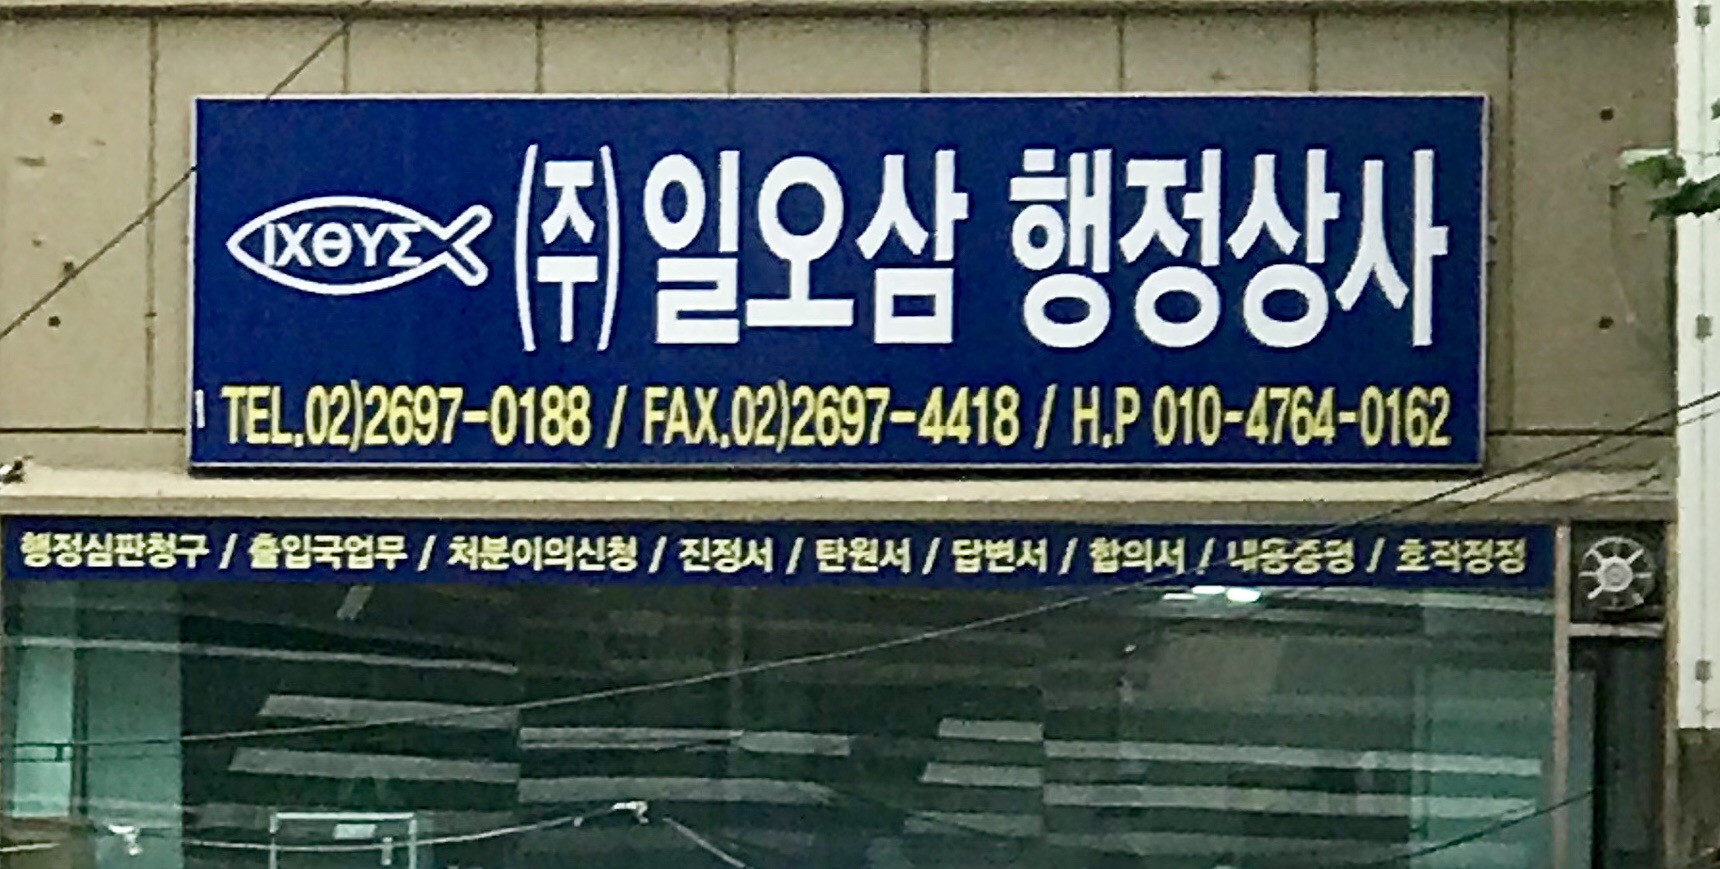 ΙΧΘΥΣ (주)일오삼 행정상사
TEL.02)2697-0188 / FAX.02)2697-4418 / H.P 010-4764-0162
행정심판청구 / 출입국업무 / 처분이의신청 / 진정서 / 탄원서 / 답변서 / 합의서 / 내용증명 / 호적정정